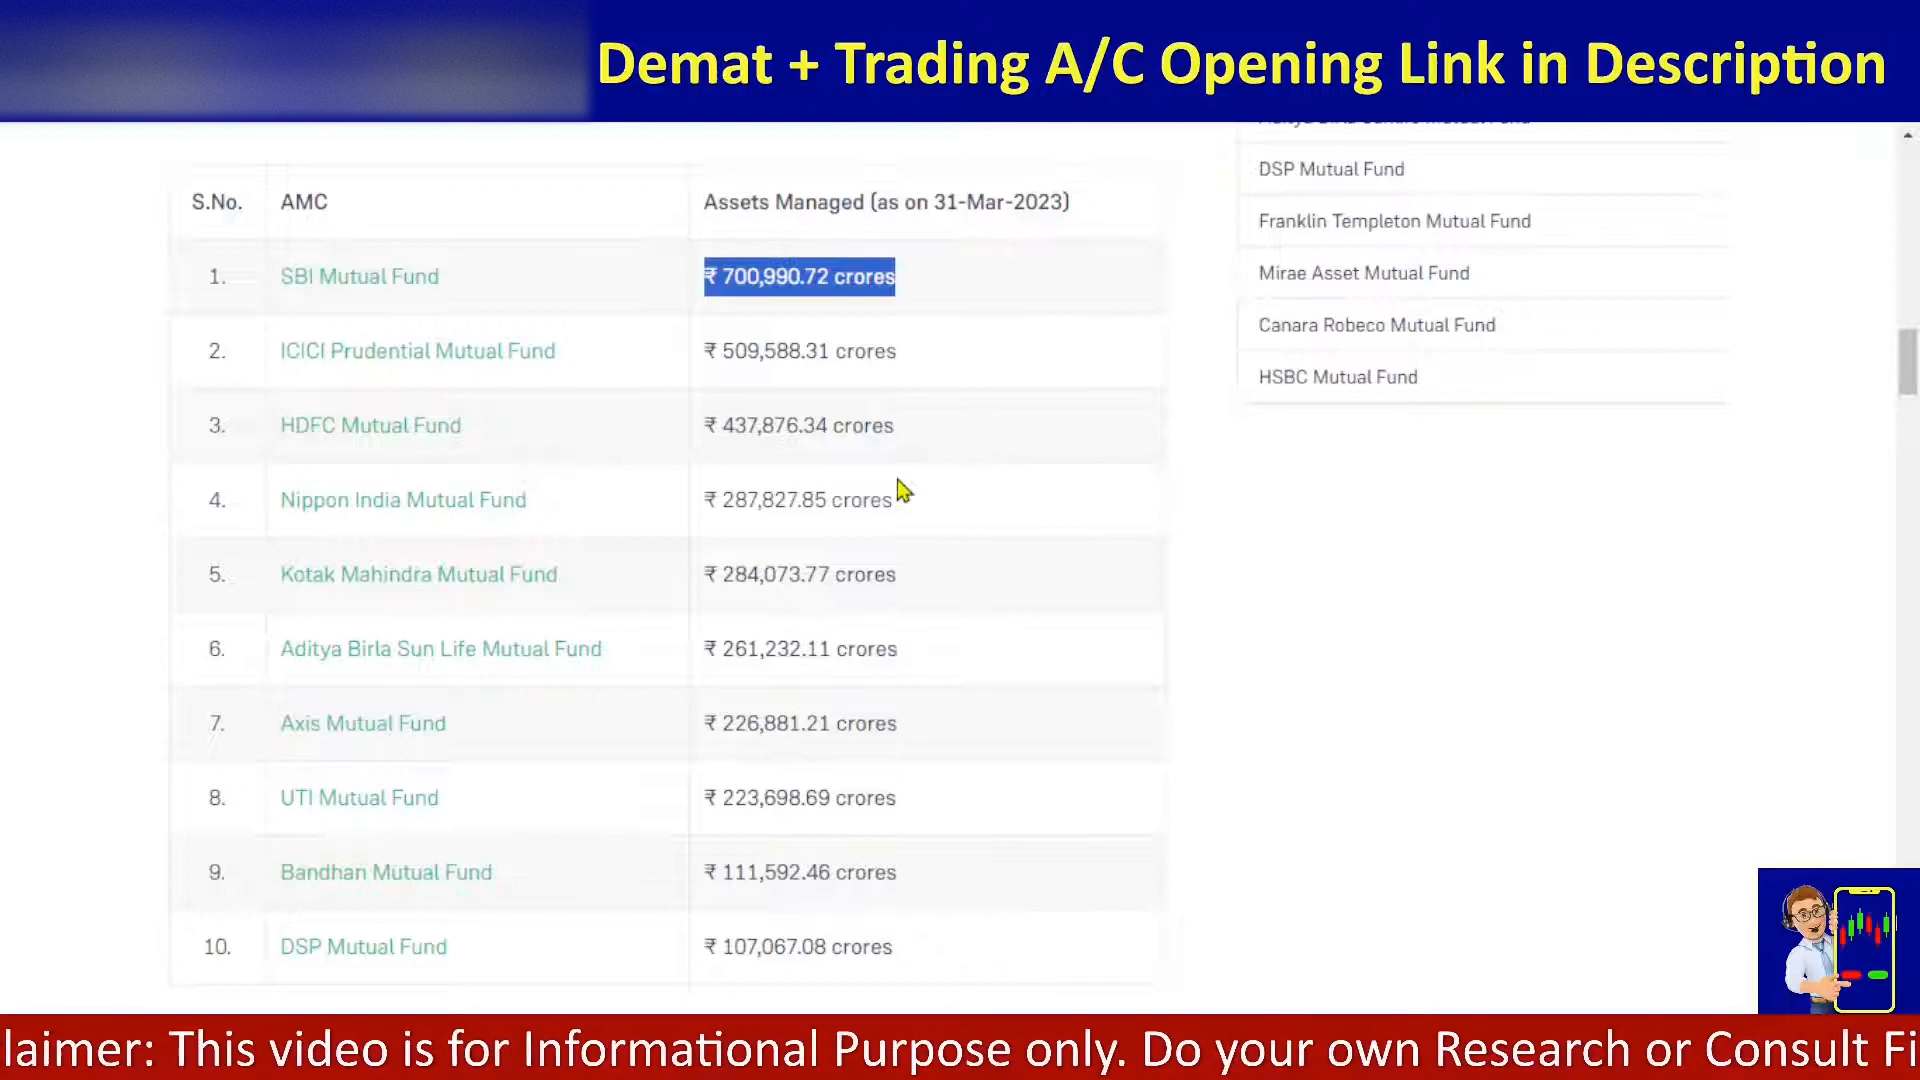 Demat + Trading A/C Opening Link in Description
S.No. AMC Assets Managed (as on 31-Mar-2023)
1. SBI Mutual Fund ₹ 700,990.72 crores
2. ICICI Prudential Mutual Fund ₹ 509,588.31 crores
3. HDFC Mutual Fund ₹ 437,876.34 crores
4. Nippon India Mutual Fund ₹ 287,827.85 crores
5. Kotak Mahindra Mutual Fund ₹ 284,073.77 crores
6. Aditya Birla Sun Life Mutual Fund ₹ 261,232.11 crores
7. Axis Mutual Fund ₹ 226,881.21 crores
8. UTI Mutual Fund ₹ 223,698.69 crores
9. Bandhan Mutual Fund ₹ 111,592.46 crores
10. DSP Mutual Fund ₹ 107,067.08 crores
DSP Mutual Fund
Franklin Templeton Mutual Fund
Mirae Asset Mutual Fund
Canara Robeco Mutual Fund
HSBC Mutual Fund
laimer: This video is for Informational Purpose only. Do your own Research or Consult Fi